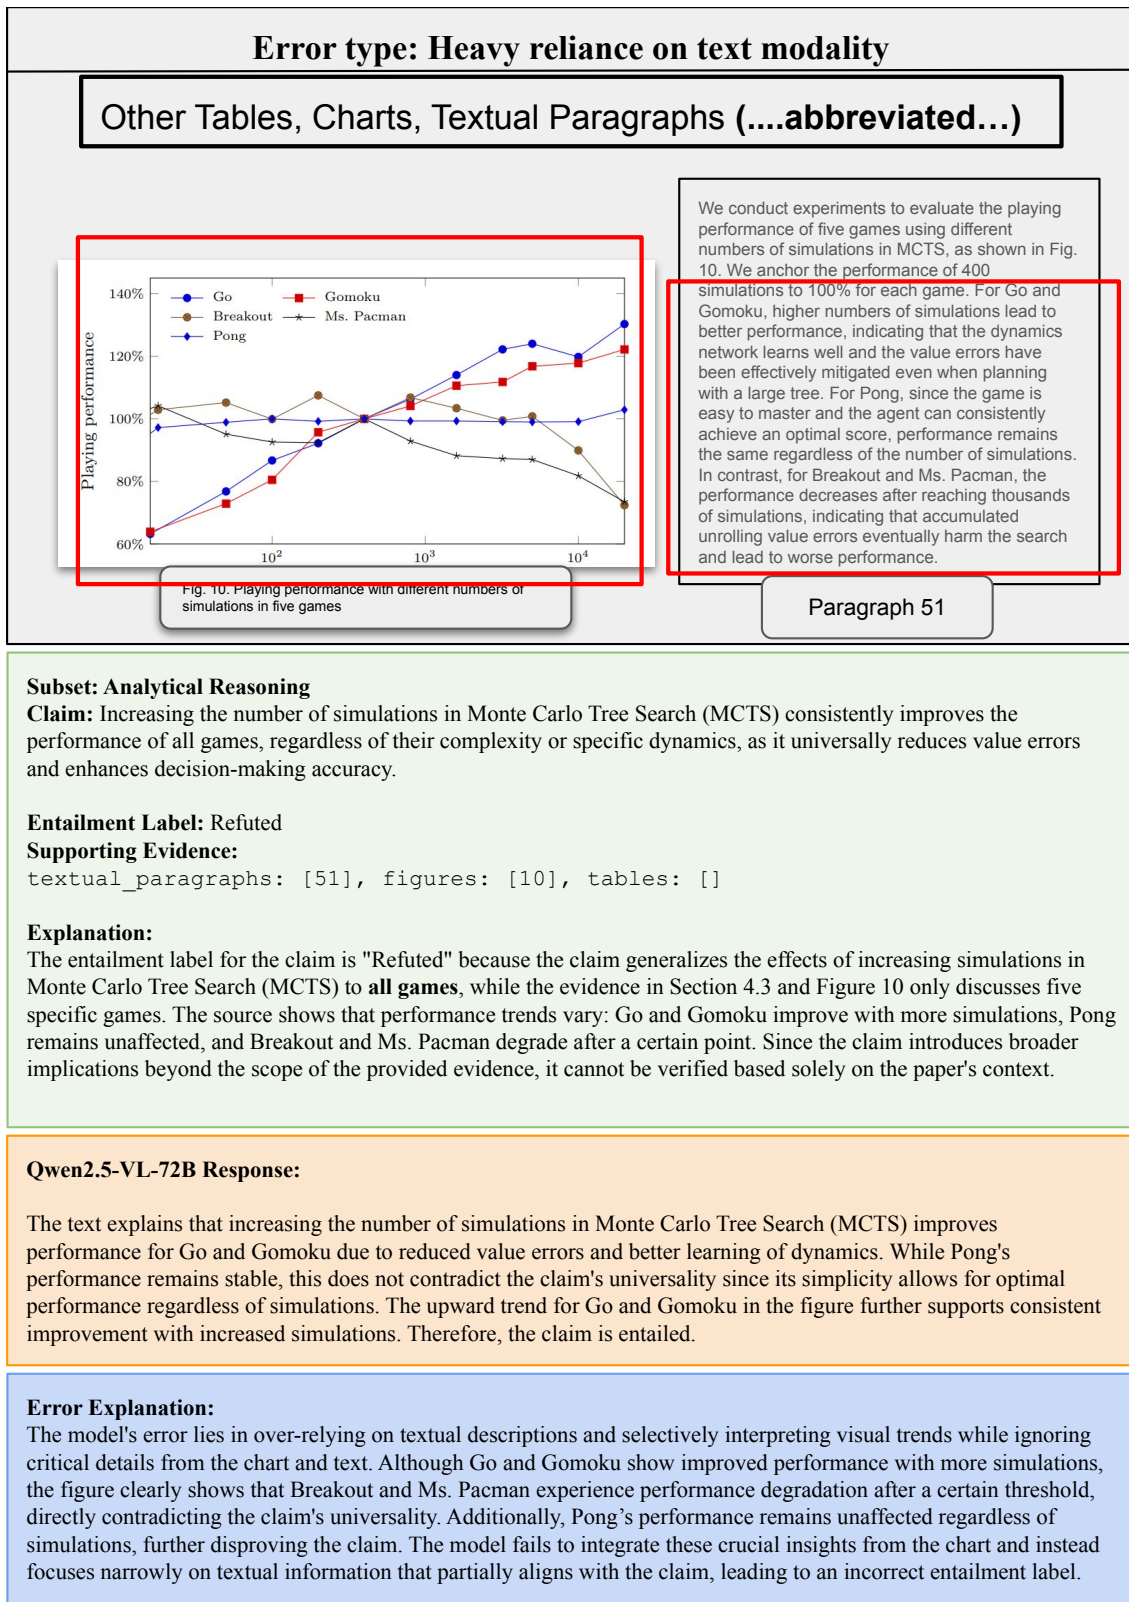 Error type: Heavy reliance on text modality
Other Tables, Charts, Textual Paragraphs (....abbreviated...)
140%
120%
100%
80%
60%
Playing performance
Go
Gomoku
Breakout
Ms. Pacman
Pong
10²
10³
10⁴
Fig. 10. Playing performance with different numbers of
simulations in five games
We conduct experiments to evaluate the playing
performance of five games using different
numbers of simulations in MCTS, as shown in Fig.
10. We anchor the performance of 400
simulations to 100% for each game. For Go and
Gomoku, higher numbers of simulations lead to
better performance, indicating that the dynamics
network learns well and the value errors have
been effectively mitigated even when planning
with a large tree. For Pong, since the game is
easy to master and the agent can consistently
achieve an optimal score, performance remains
the same regardless of the number of simulations.
In contrast, for Breakout and Ms. Pacman, the
performance decreases after reaching thousands
of simulations, indicating that accumulated
unrolling value errors eventually harm the search
and lead to worse performance.
Paragraph 51
Subset: Analytical Reasoning
Claim: Increasing the number of simulations in Monte Carlo Tree Search (MCTS) consistently improves the
performance of all games, regardless of their complexity or specific dynamics, as it universally reduces value errors
and enhances decision-making accuracy.
Entailment Label: Refuted
Supporting Evidence:
textual_paragraphs: [51], figures: [10], tables: []
Explanation:
The entailment label for the claim is "Refuted" because the claim generalizes the effects of increasing simulations in
Monte Carlo Tree Search (MCTS) to all games, while the evidence in Section 4.3 and Figure 10 only discusses five
specific games. The source shows that performance trends vary: Go and Gomoku improve with more simulations, Pong
remains unaffected, and Breakout and Ms. Pacman degrade after a certain point. Since the claim introduces broader
implications beyond the scope of the provided evidence, it cannot be verified based solely on the paper's context.
Qwen2.5-VL-72B Response:
The text explains that increasing the number of simulations in Monte Carlo Tree Search (MCTS) improves
performance for Go and Gomoku due to reduced value errors and better learning of dynamics. While Pong's
performance remains stable, this does not contradict the claim's universality since its simplicity allows for optimal
performance regardless of simulations. The upward trend for Go and Gomoku in the figure further supports consistent
improvement with increased simulations. Therefore, the claim is entailed.
Error Explanation:
The model's error lies in over-relying on textual descriptions and selectively interpreting visual trends while ignoring
critical details from the chart and text. Although Go and Gomoku show improved performance with more simulations,
the figure clearly shows that Breakout and Ms. Pacman experience performance degradation after a certain threshold,
directly contradicting the claim's universality. Additionally, Pong’s performance remains unaffected regardless of
simulations, further disproving the claim. The model fails to integrate these crucial insights from the chart and instead
focuses narrowly on textual information that partially aligns with the claim, leading to an incorrect entailment label.